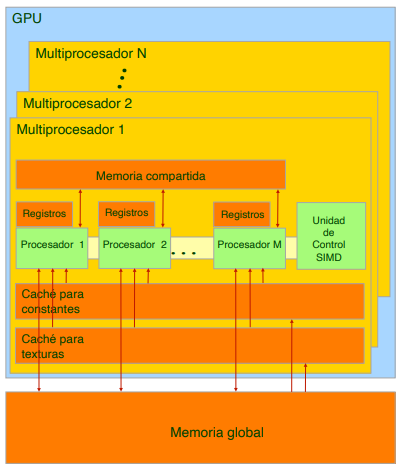 GPU
Multiprocesador N
Multiprocesador 2
Multiprocesador 1
Memoria compartida
Registros
Registros
Registros
Procesador 1
Procesador 2
Procesador M
Unidad
de
Control
SIMD
Caché para
constantes
Caché para
texturas
Memoria global